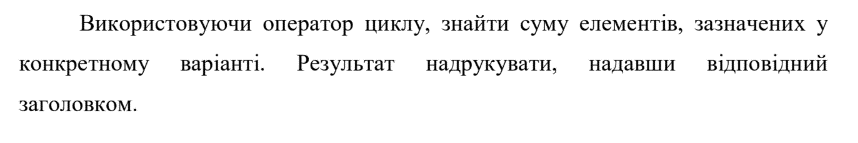 Використовуючи оператор циклу, знайти суму елементів, зазначених у
конкретному варіанті. Результат надрукувати, надавши відповідний
заголовком.